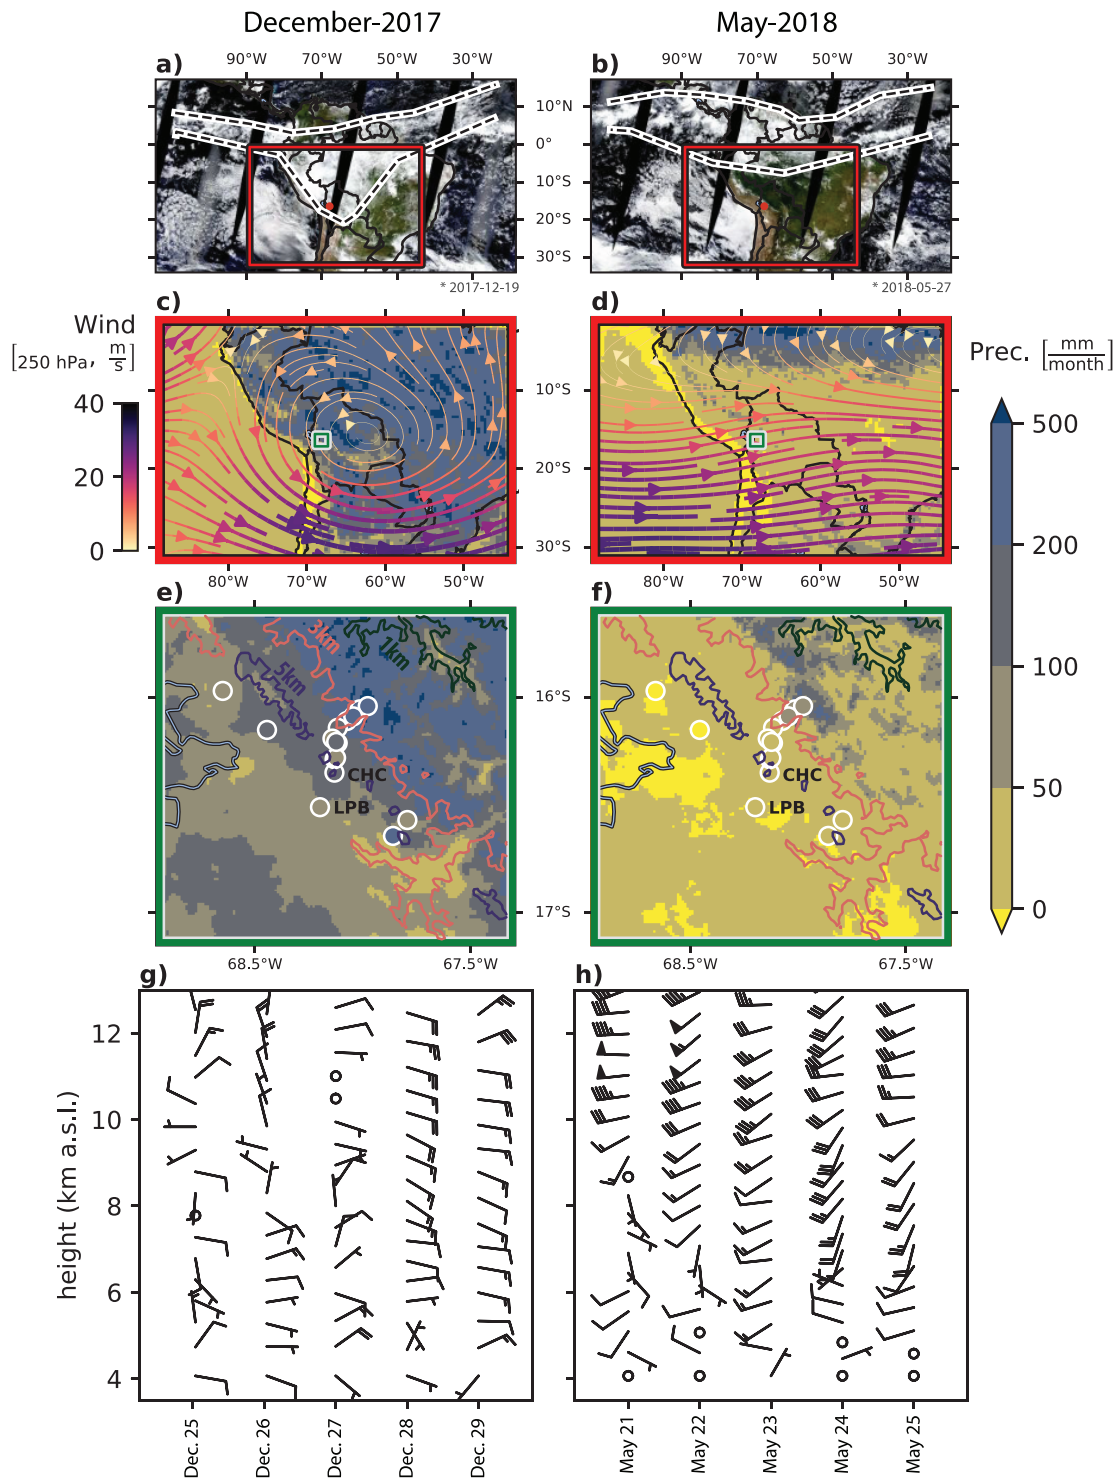 December-2017
May-2018
a)
90°W 70°W 50°W 30°W
b)
90°W 70°W 50°W 30°W
10°N
0°
10°S
20°S
30°S
* 2017-12-19
* 2018-05-27
c)
d)
Wind
[250 hPa, m/s]
40
20
0
10°S
20°S
30°S
80°W 70°W 60°W 50°W
80°W 70°W 60°W 50°W
Prec. [mm/month]
500
200
100
50
0
e)
f)
3km
1km
5km
CHC
LPB
CHC
LPB
16°S
17°S
68.5°W 67.5°W
68.5°W 67.5°W
g)
h)
height (km a.s.l.)
12
10
8
6
4
Dec. 25
Dec. 26
Dec. 27
Dec. 28
Dec. 29
May 21
May 22
May 23
May 24
May 25